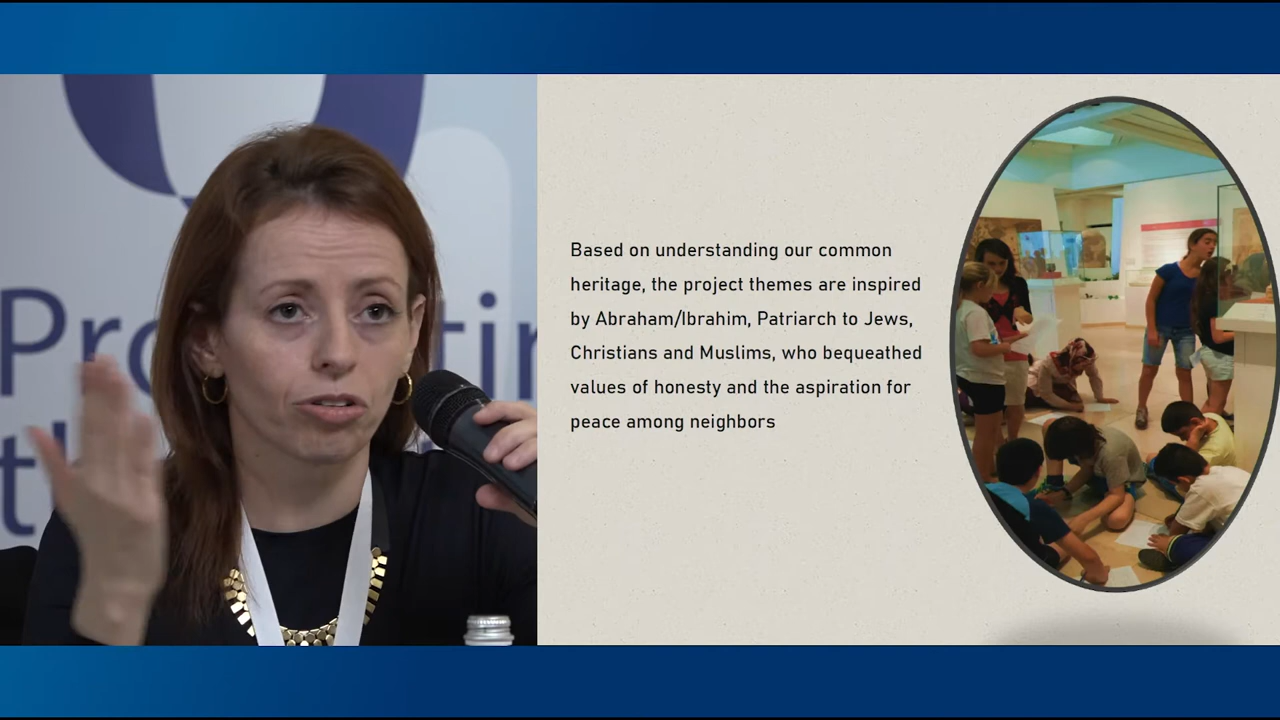 Based on understanding our common
heritage, the project themes are inspired
by Abraham/Ibrahim, Patriarch to Jews,
Christians and Muslims, who bequeathed
values of honesty and the aspiration for
peace among neighbors